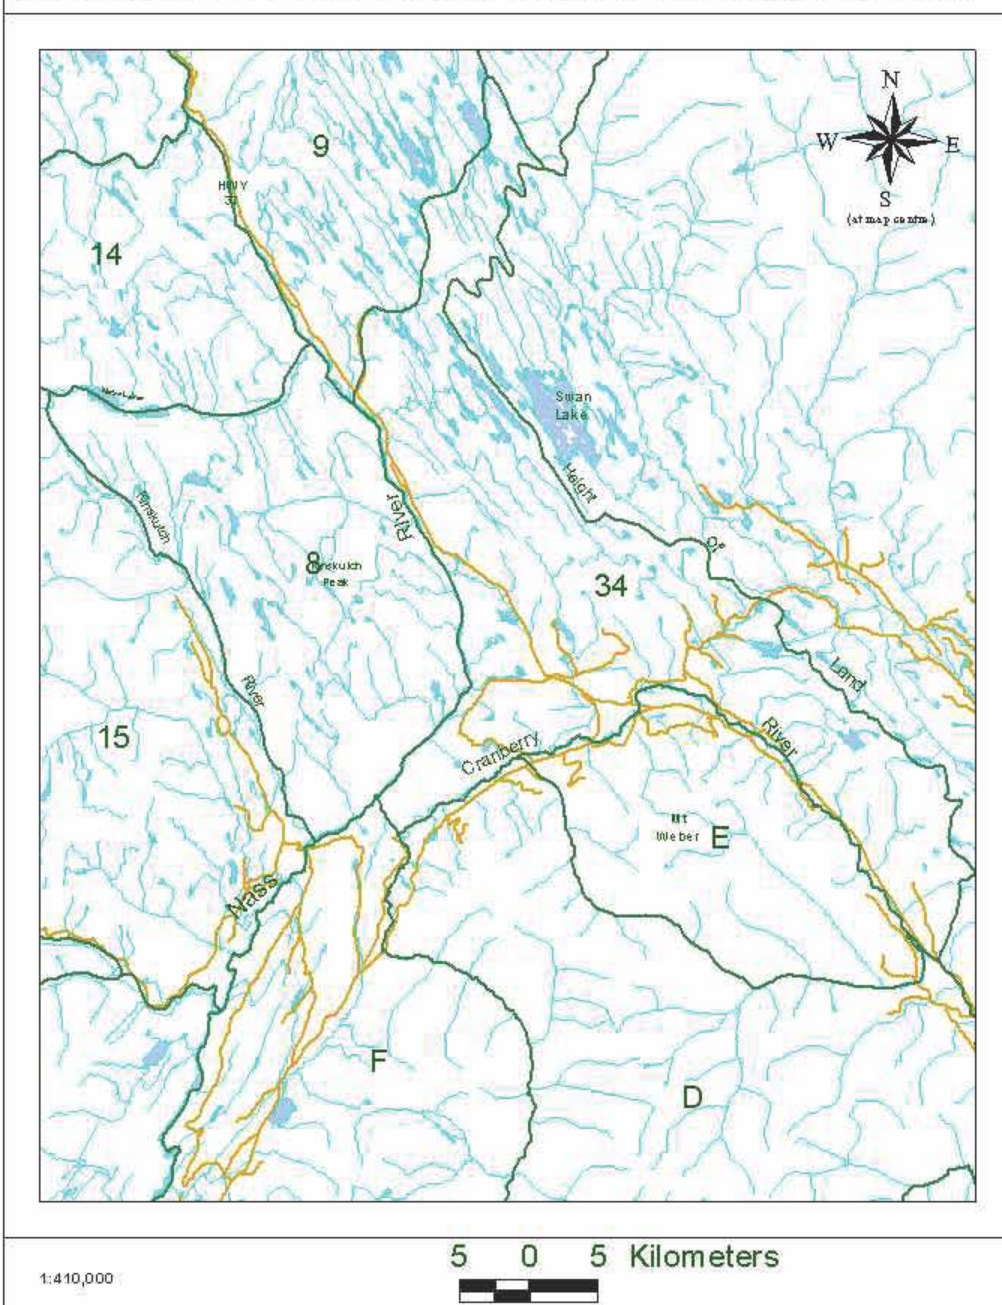 N
W E
S
(at map centre)
9
HWY
37
14
Swan
Lake
Height
River
Kinskutch
8
Peak
Of
34
Land
River
15
River
Cranberry
Mt
Weber
E
Nass
F
D
5 0 5 Kilometers
1:410,000